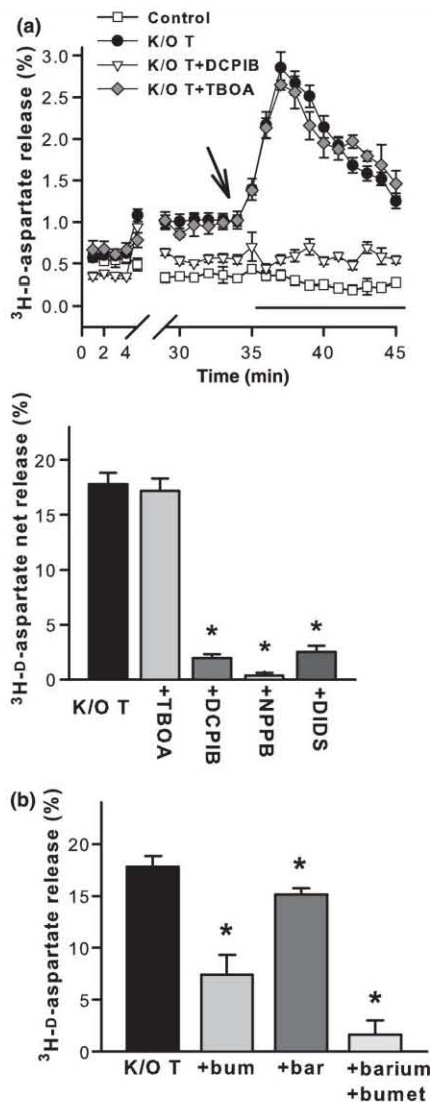 (a)
Control
K/O T
K/O T+DCPIB
K/O T+TBOA
³H-D-aspartate release (%)
3.0
2.5
2.0
1.5
1.0
0.5
0.0
0 2 4 30 35 40 45
Time (min)
³H-D-aspartate net release (%)
20
15
10
5
0
* * *
K/O T
+TBOA
+DCPIB
+NPPB
+DIDS
(b)
³H-D-aspartate release (%)
20
15
10
5
0
* * *
K/O T +bum +bar +barium
+bumet